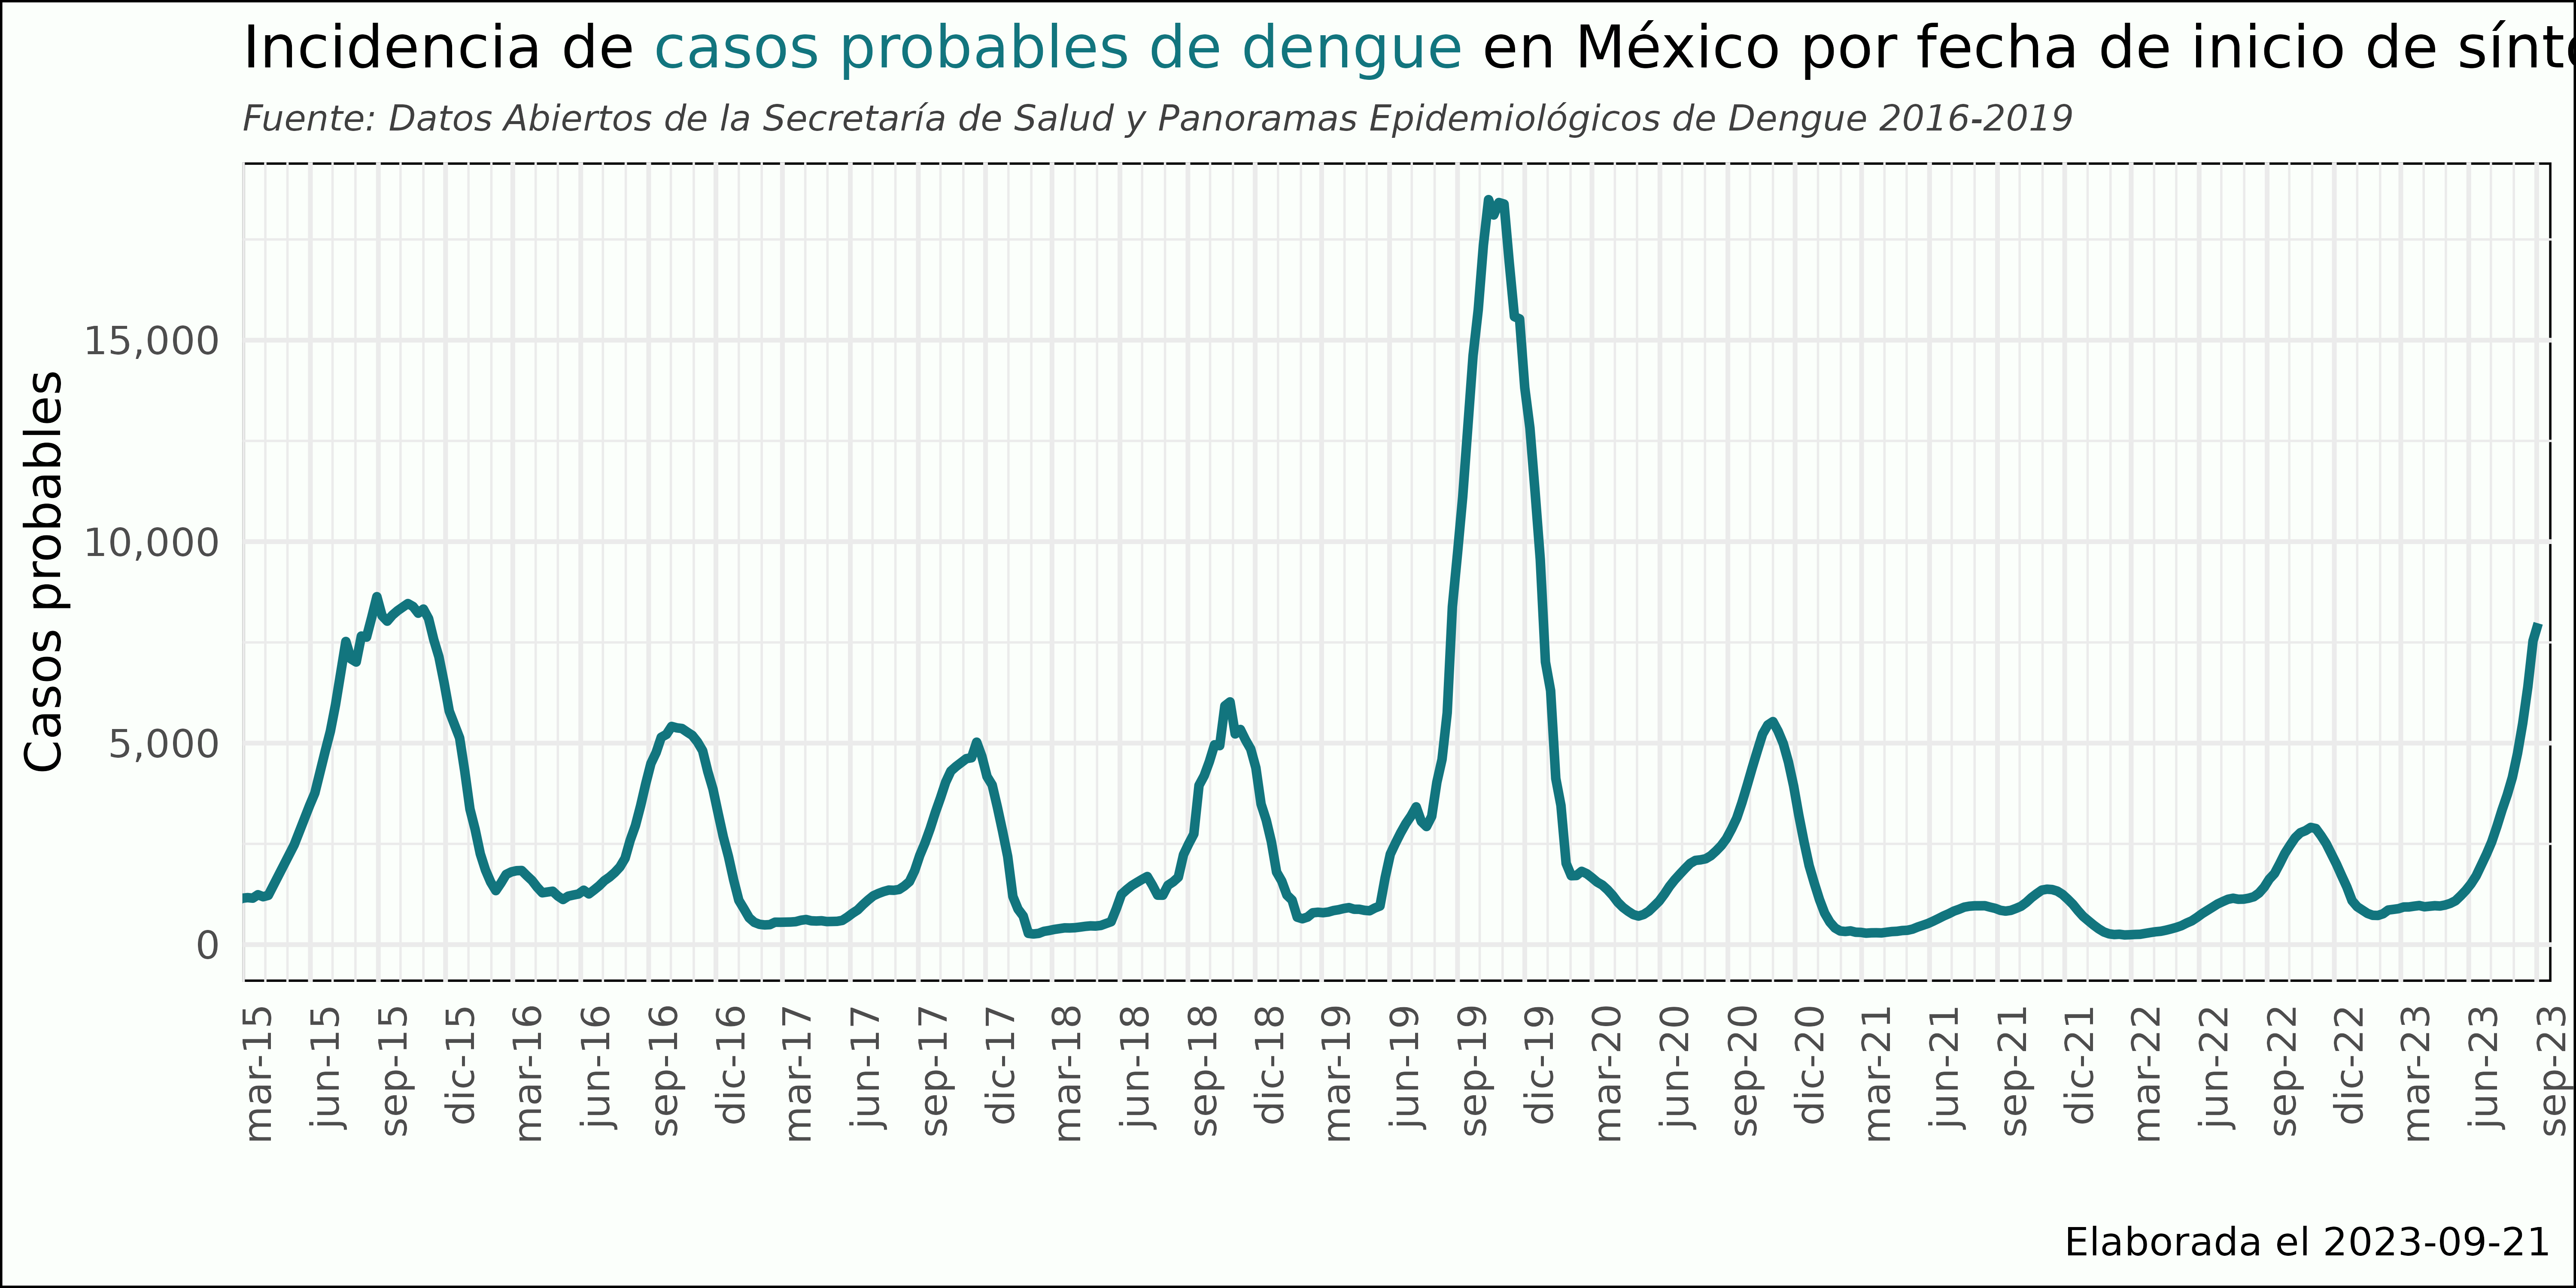 Incidencia de casos probables de dengue en México por fecha de inicio de
Fuente: Datos Abiertos de la Secretaría de Salud y Panoramas Epidemiológicos de Dengue 2016-2019
Casos probables
15,000
10,000
5,000
0
mar-15
jun-15
sep-15
dic-15
mar-16
jun-16
sep-16
dic-16
mar-17
jun-17
sep-17
dic-17
mar-18
jun-18
sep-18
dic-18
mar-19
jun-19
sep-19
dic-19
mar-20
jun-20
sep-20
dic-20
mar-21
jun-21
sep-21
dic-21
mar-22
jun-22
sep-22
dic-22
mar-23
jun-23
sep-23
Elaborada el 2023-09-21